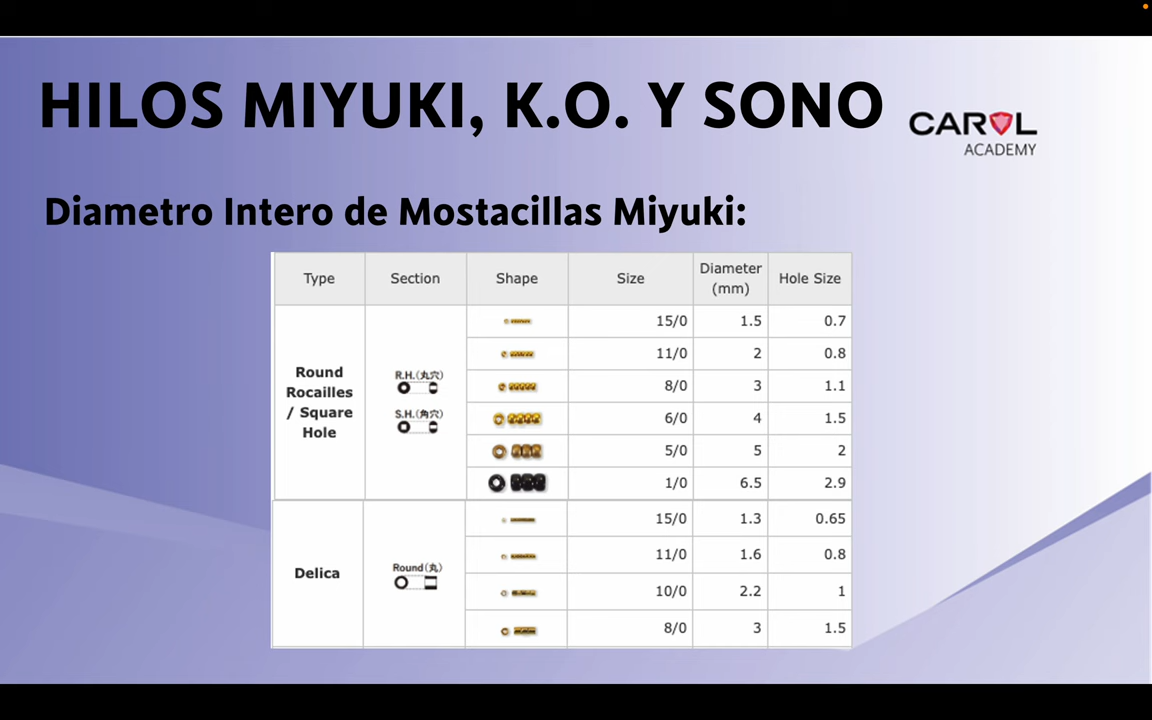 HILOS MIYUKI, K.O. Y SONO
CAROL
ACADEMY
Diametro Intero de Mostacillas Miyuki:
Type Section Shape Size Diameter (mm) Hole Size
Round Rocailles / Square Hole
R.H.(丸穴)
S.H.(角穴)
15/0 1.5 0.7
11/0 2 0.8
8/0 3 1.1
6/0 4 1.5
5/0 5 2
1/0 6.5 2.9
Delica
Round(丸)
15/0 1.3 0.65
11/0 1.6 0.8
10/0 2.2 1
8/0 3 1.5